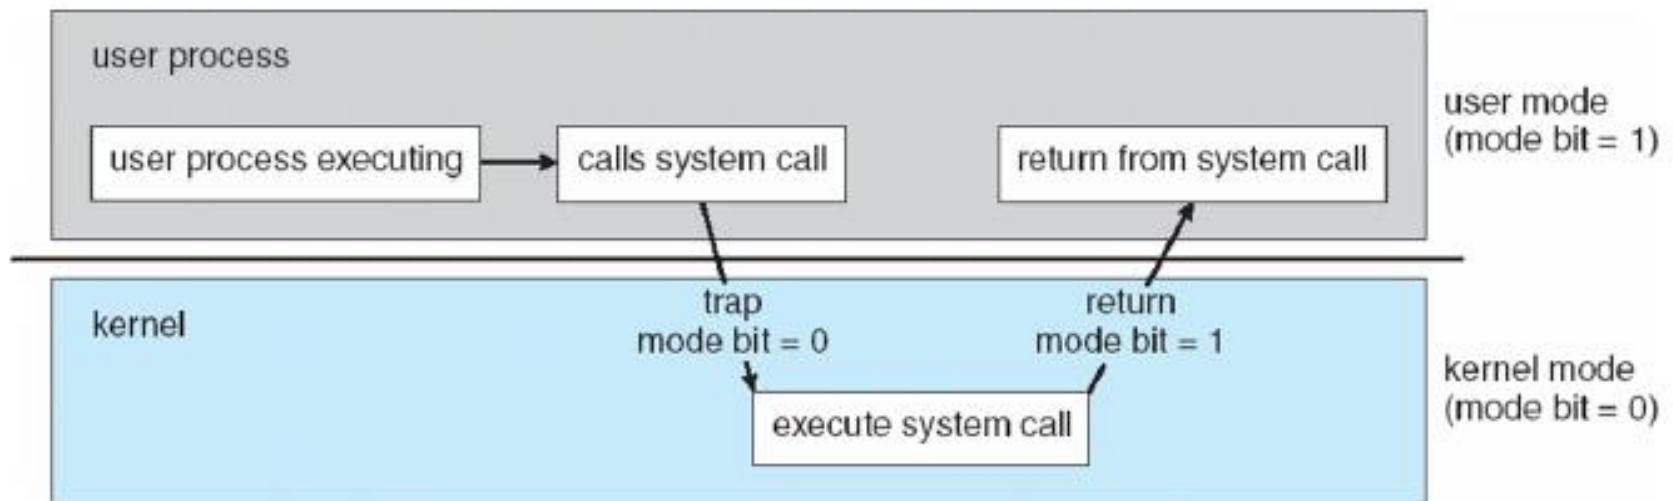 user process
user mode
(mode bit = 1)
user process executing
calls system call
return from system call
kernel
trap
mode bit = 0
return
mode bit = 1
kernel mode
(mode bit = 0)
execute system call